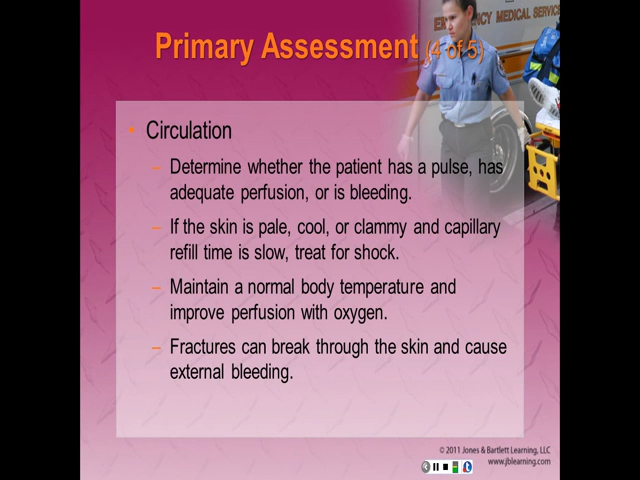 EMERGENCY MEDICAL SERVICES
Primary Assessment (4 of 5)
• Circulation
– Determine whether the patient has a pulse, has
adequate perfusion, or is bleeding.
– If the skin is pale, cool, or clammy and capillary
refill time is slow, treat for shock.
– Maintain a normal body temperature and
improve perfusion with oxygen.
– Fractures can break through the skin and cause
external bleeding.
© 2011 Jones & Bartlett Learning, LLC
www.jblearning.com